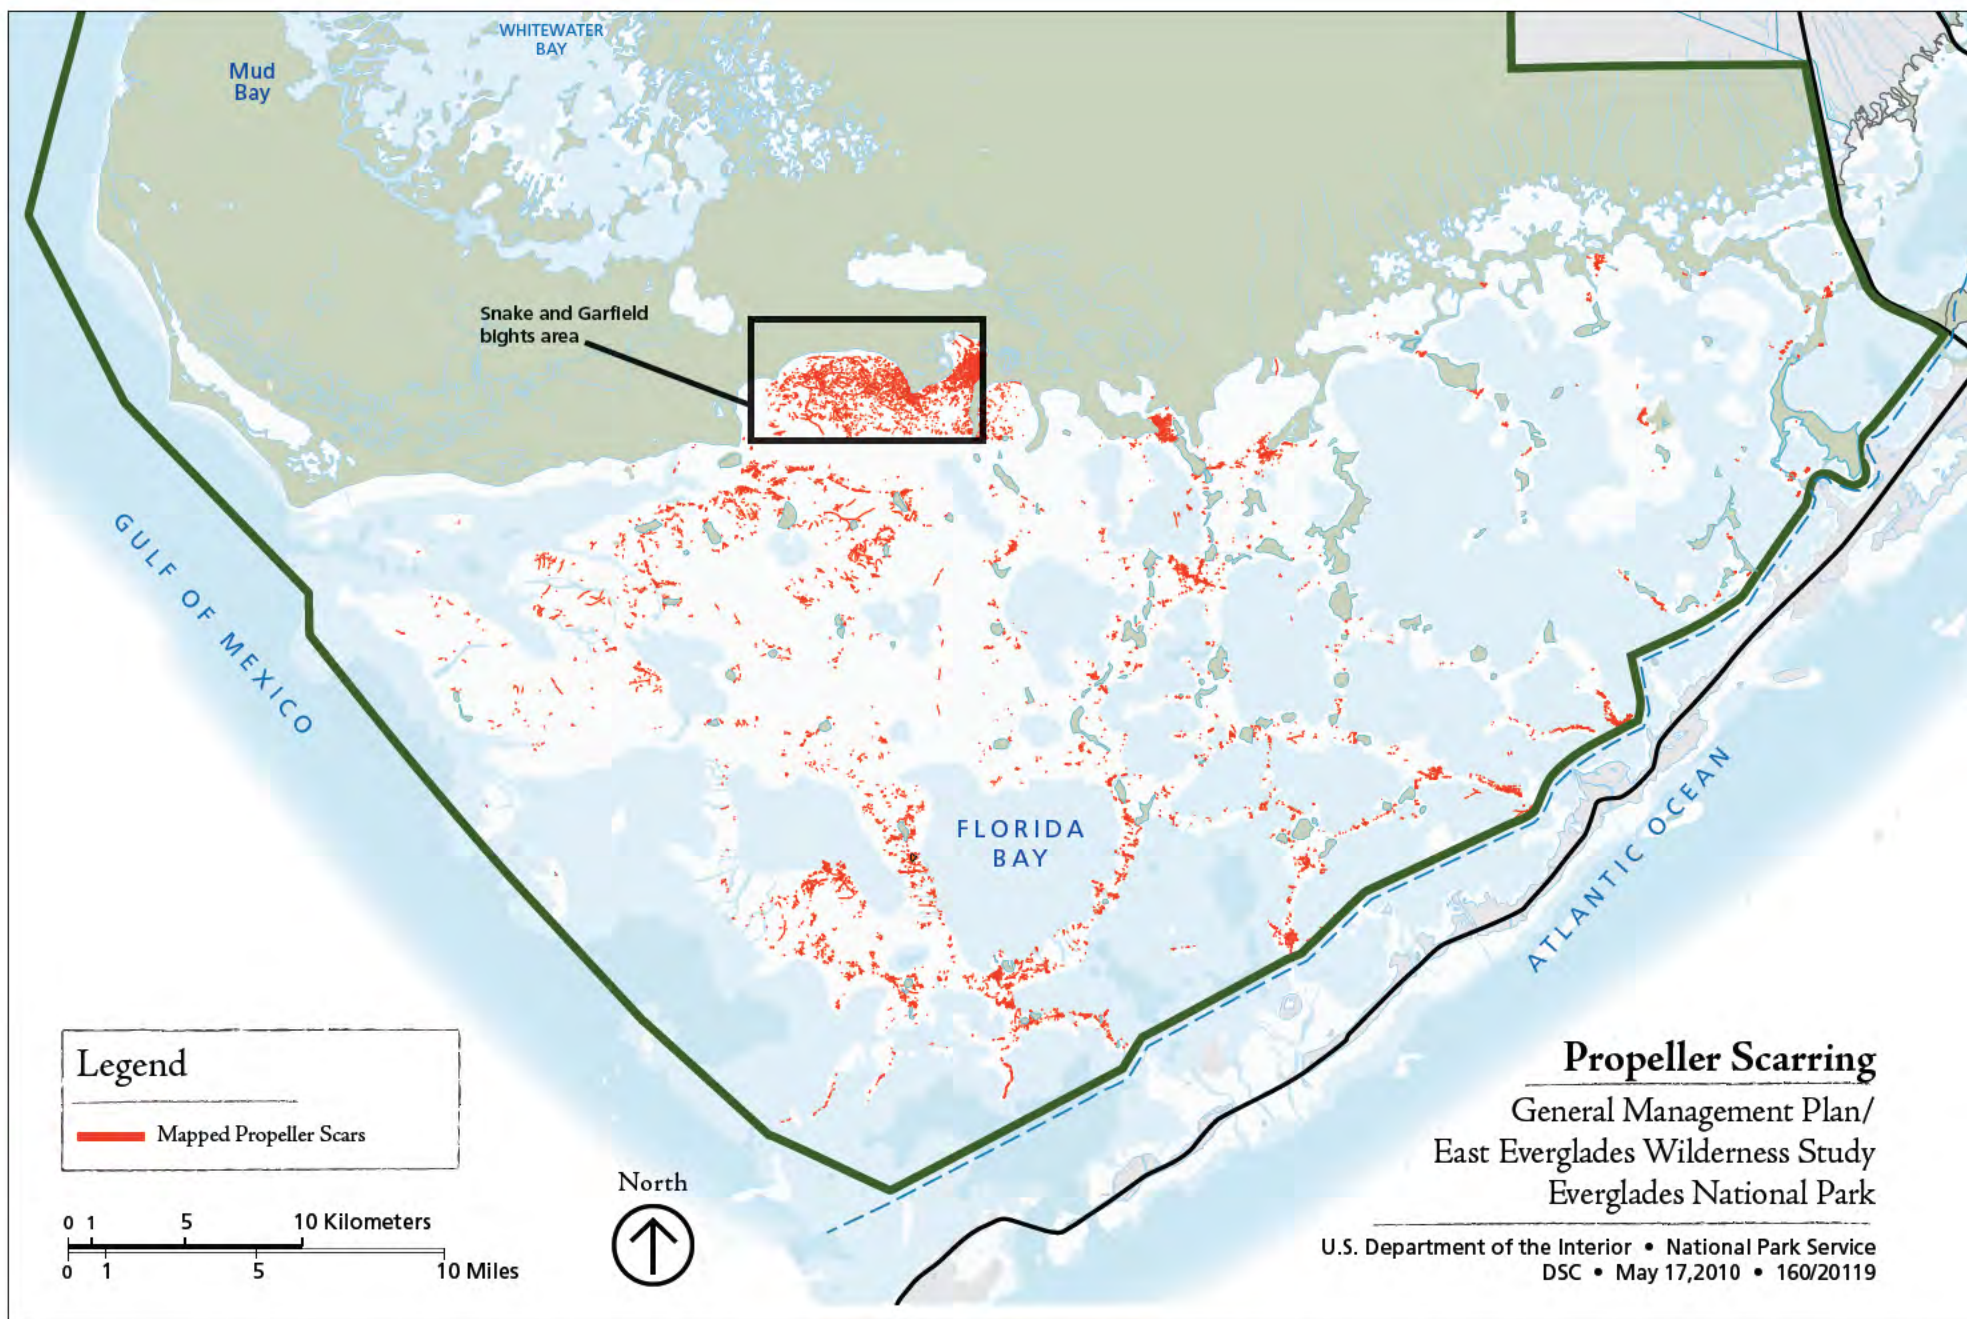 WHITEWATER
BAY
Mud
Bay
Snake and Garfield
bights area
GULF OF MEXICO
FLORIDA
BAY
ATLANTIC OCEAN
Legend
Mapped Propeller Scars
0 1 5 10 Kilometers
0 1 5 10 Miles
North
Propeller Scarring
General Management Plan/
East Everglades Wilderness Study
Everglades National Park
U.S. Department of the Interior • National Park Service
DSC • May 17,2010 • 160/20119